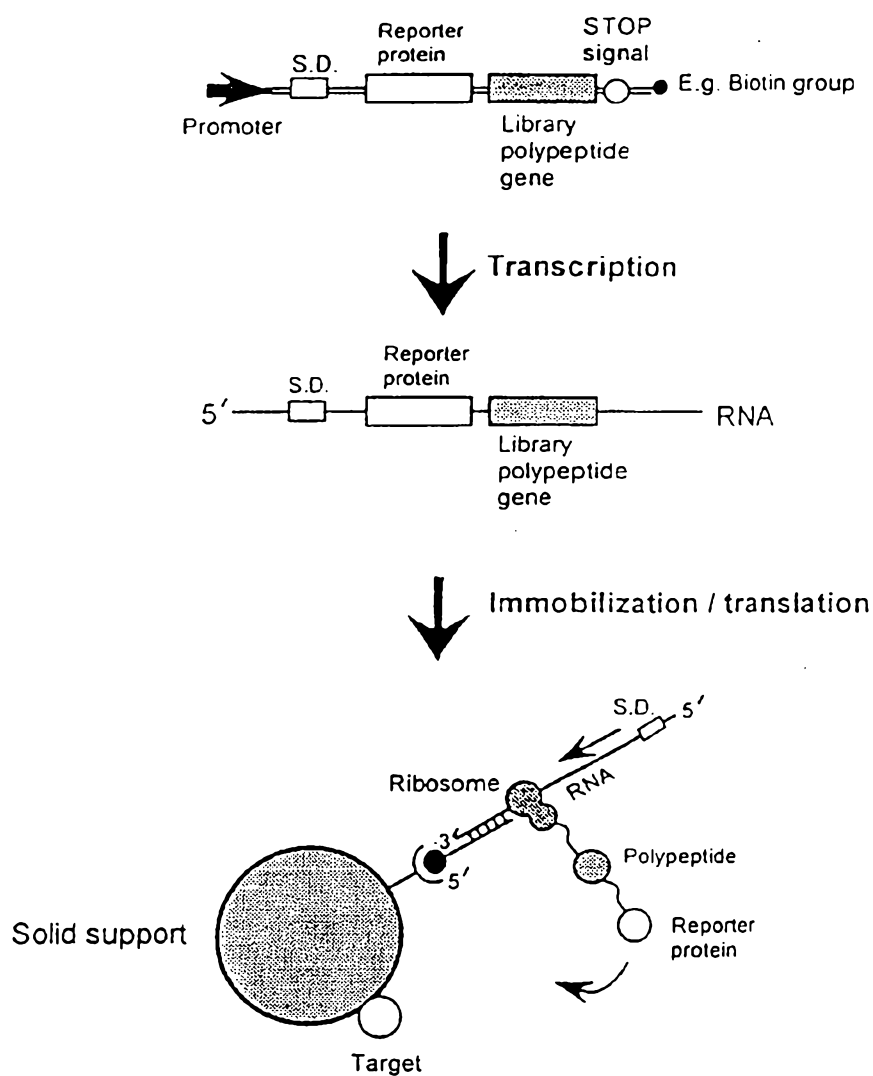 Reporter
protein
STOP
signal
S.D.
E.g. Biotin group
Promoter
Library
polypeptide
gene
Transcription
Reporter
protein
S.D.
5′
RNA
Library
polypeptide
gene
Immobilization / translation
S.D.
5′
Ribosome
RNA
3′
5′
Polypeptide
Solid support
Reporter
protein
Target